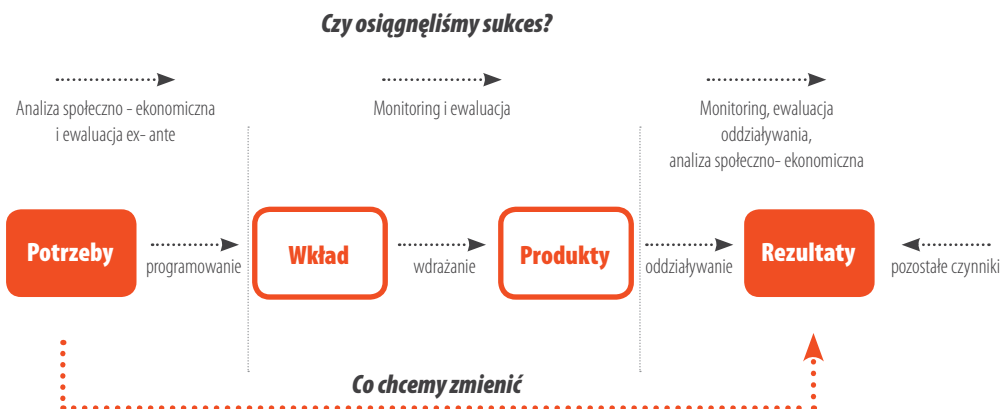 Czy osiągnęliśmy sukces?
Analiza społeczno - ekonomiczna
i ewaluacja ex- ante
Monitoring i ewaluacja
Monitoring, ewaluacja
oddziaływania,
analiza społeczno- ekonomiczna
Potrzeby
programowanie
Wkład
wdrażanie
Produkty
oddziaływanie
Rezultaty
pozostałe czynniki
Co chcemy zmienić